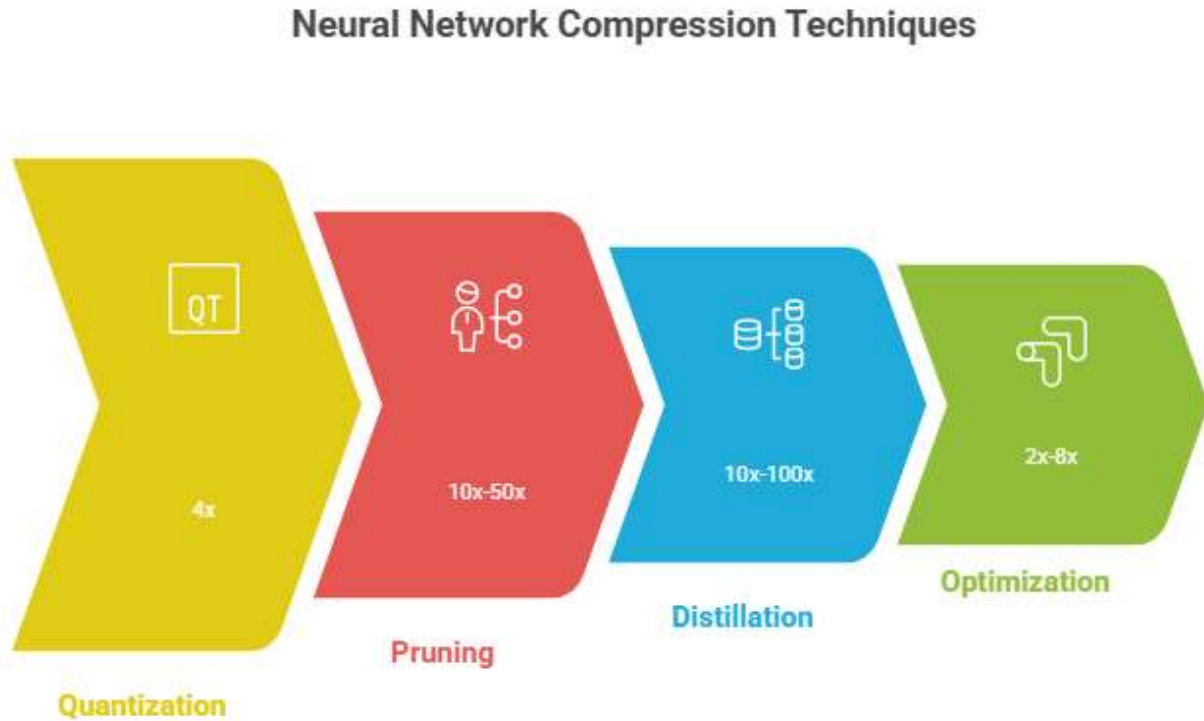 Neural Network Compression Techniques
QT
4x
Quantization
10x-50x
Pruning
10x-100x
Distillation
2x-8x
Optimization